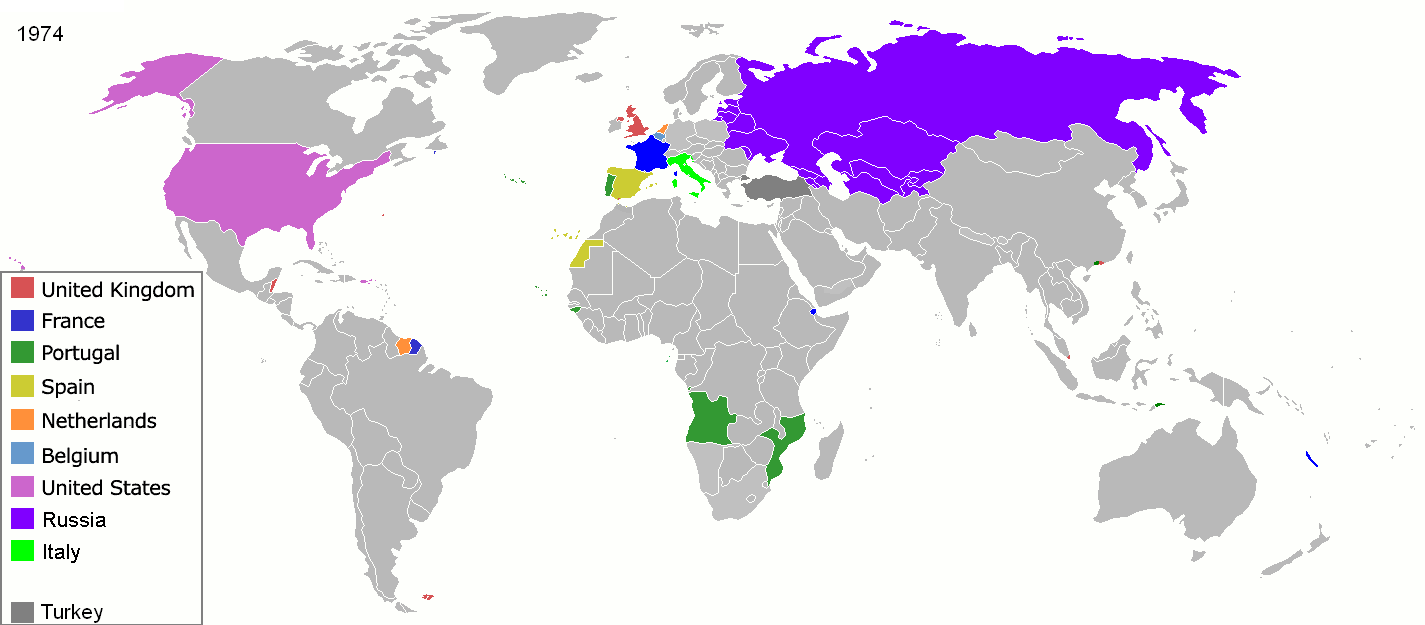 1974
United Kingdom
France
Portugal
Spain
Netherlands
Belgium
United States
Russia
Italy
Turkey